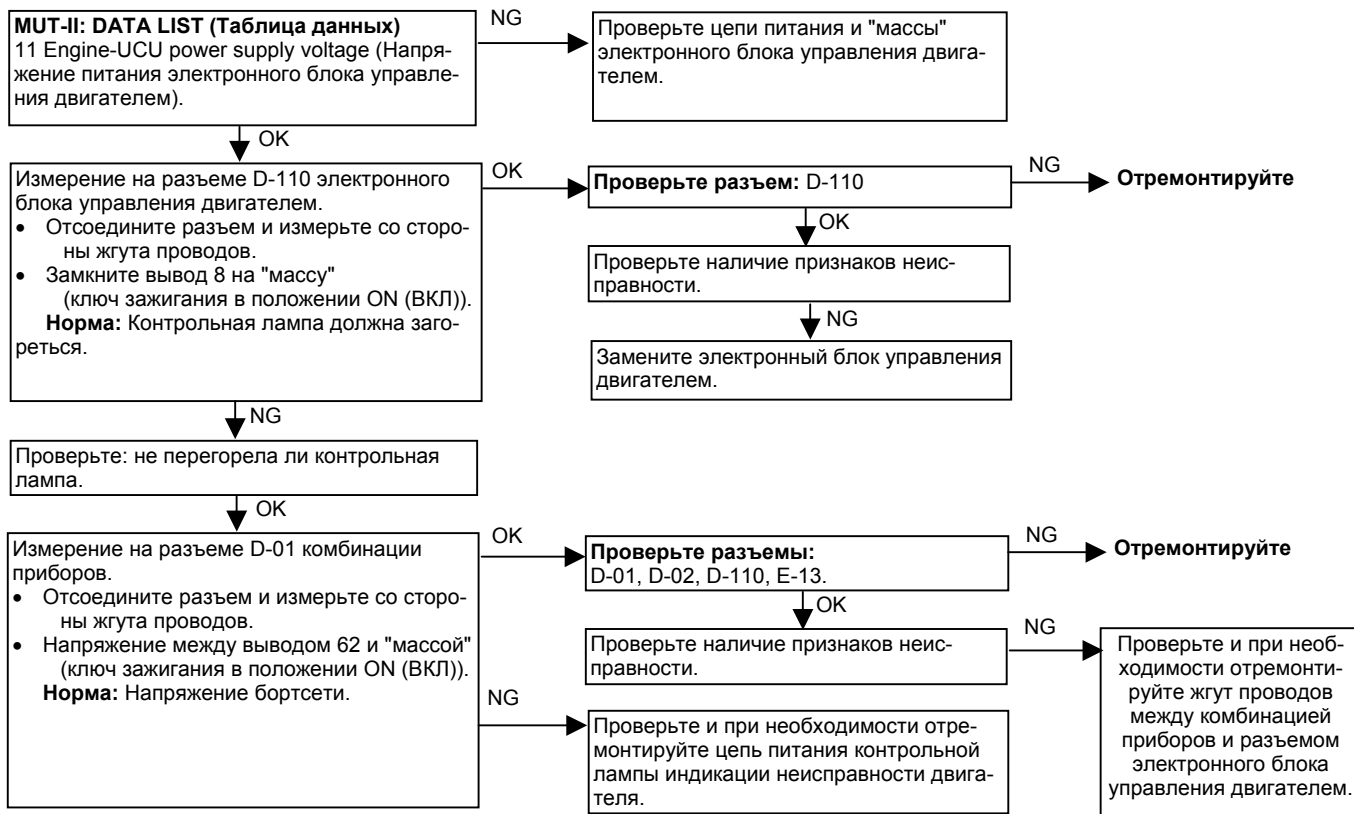 MUT-II: DATA LIST (Таблица данных)
11 Engine-UCU power supply voltage (Напря-
жение питания электронного блока управле-
ния двигателем).
NG
Проверьте цепи питания и "массы"
электронного блока управления двига-
телем.
OK
Измерение на разъеме D-110 электронного
блока управления двигателем.
• Отсоедините разъем и измерьте со сторо-
ны жгута проводов.
• Замкните вывод 8 на "массу"
(ключ зажигания в положении ON (ВКЛ)).
Норма: Контрольная лампа должна заго-
реться.
OK
Проверьте разъем: D-110
NG
Отремонтируйте
OK
Проверьте наличие признаков неис-
правности.
NG
Замените электронный блок управления
двигателем.
NG
Проверьте: не перегорела ли контрольная
лампа.
OK
Измерение на разъеме D-01 комбинации
приборов.
• Отсоедините разъем и измерьте со сторо-
ны жгута проводов.
• Напряжение между выводом 62 и "массой"
(ключ зажигания в положении ON (ВКЛ)).
Норма: Напряжение бортсети.
OK
Проверьте разъемы:
D-01, D-02, D-110, E-13.
NG
Отремонтируйте
OK
Проверьте наличие признаков неис-
правности.
NG
Проверьте и при необ-
ходимости отремонти-
руйте жгут проводов
между комбинацией
приборов и разъемом
электронного блока
управления двигателем.
NG
Проверьте и при необходимости отре-
монтируйте цепь питания контрольной
лампы индикации неисправности двига-
теля.